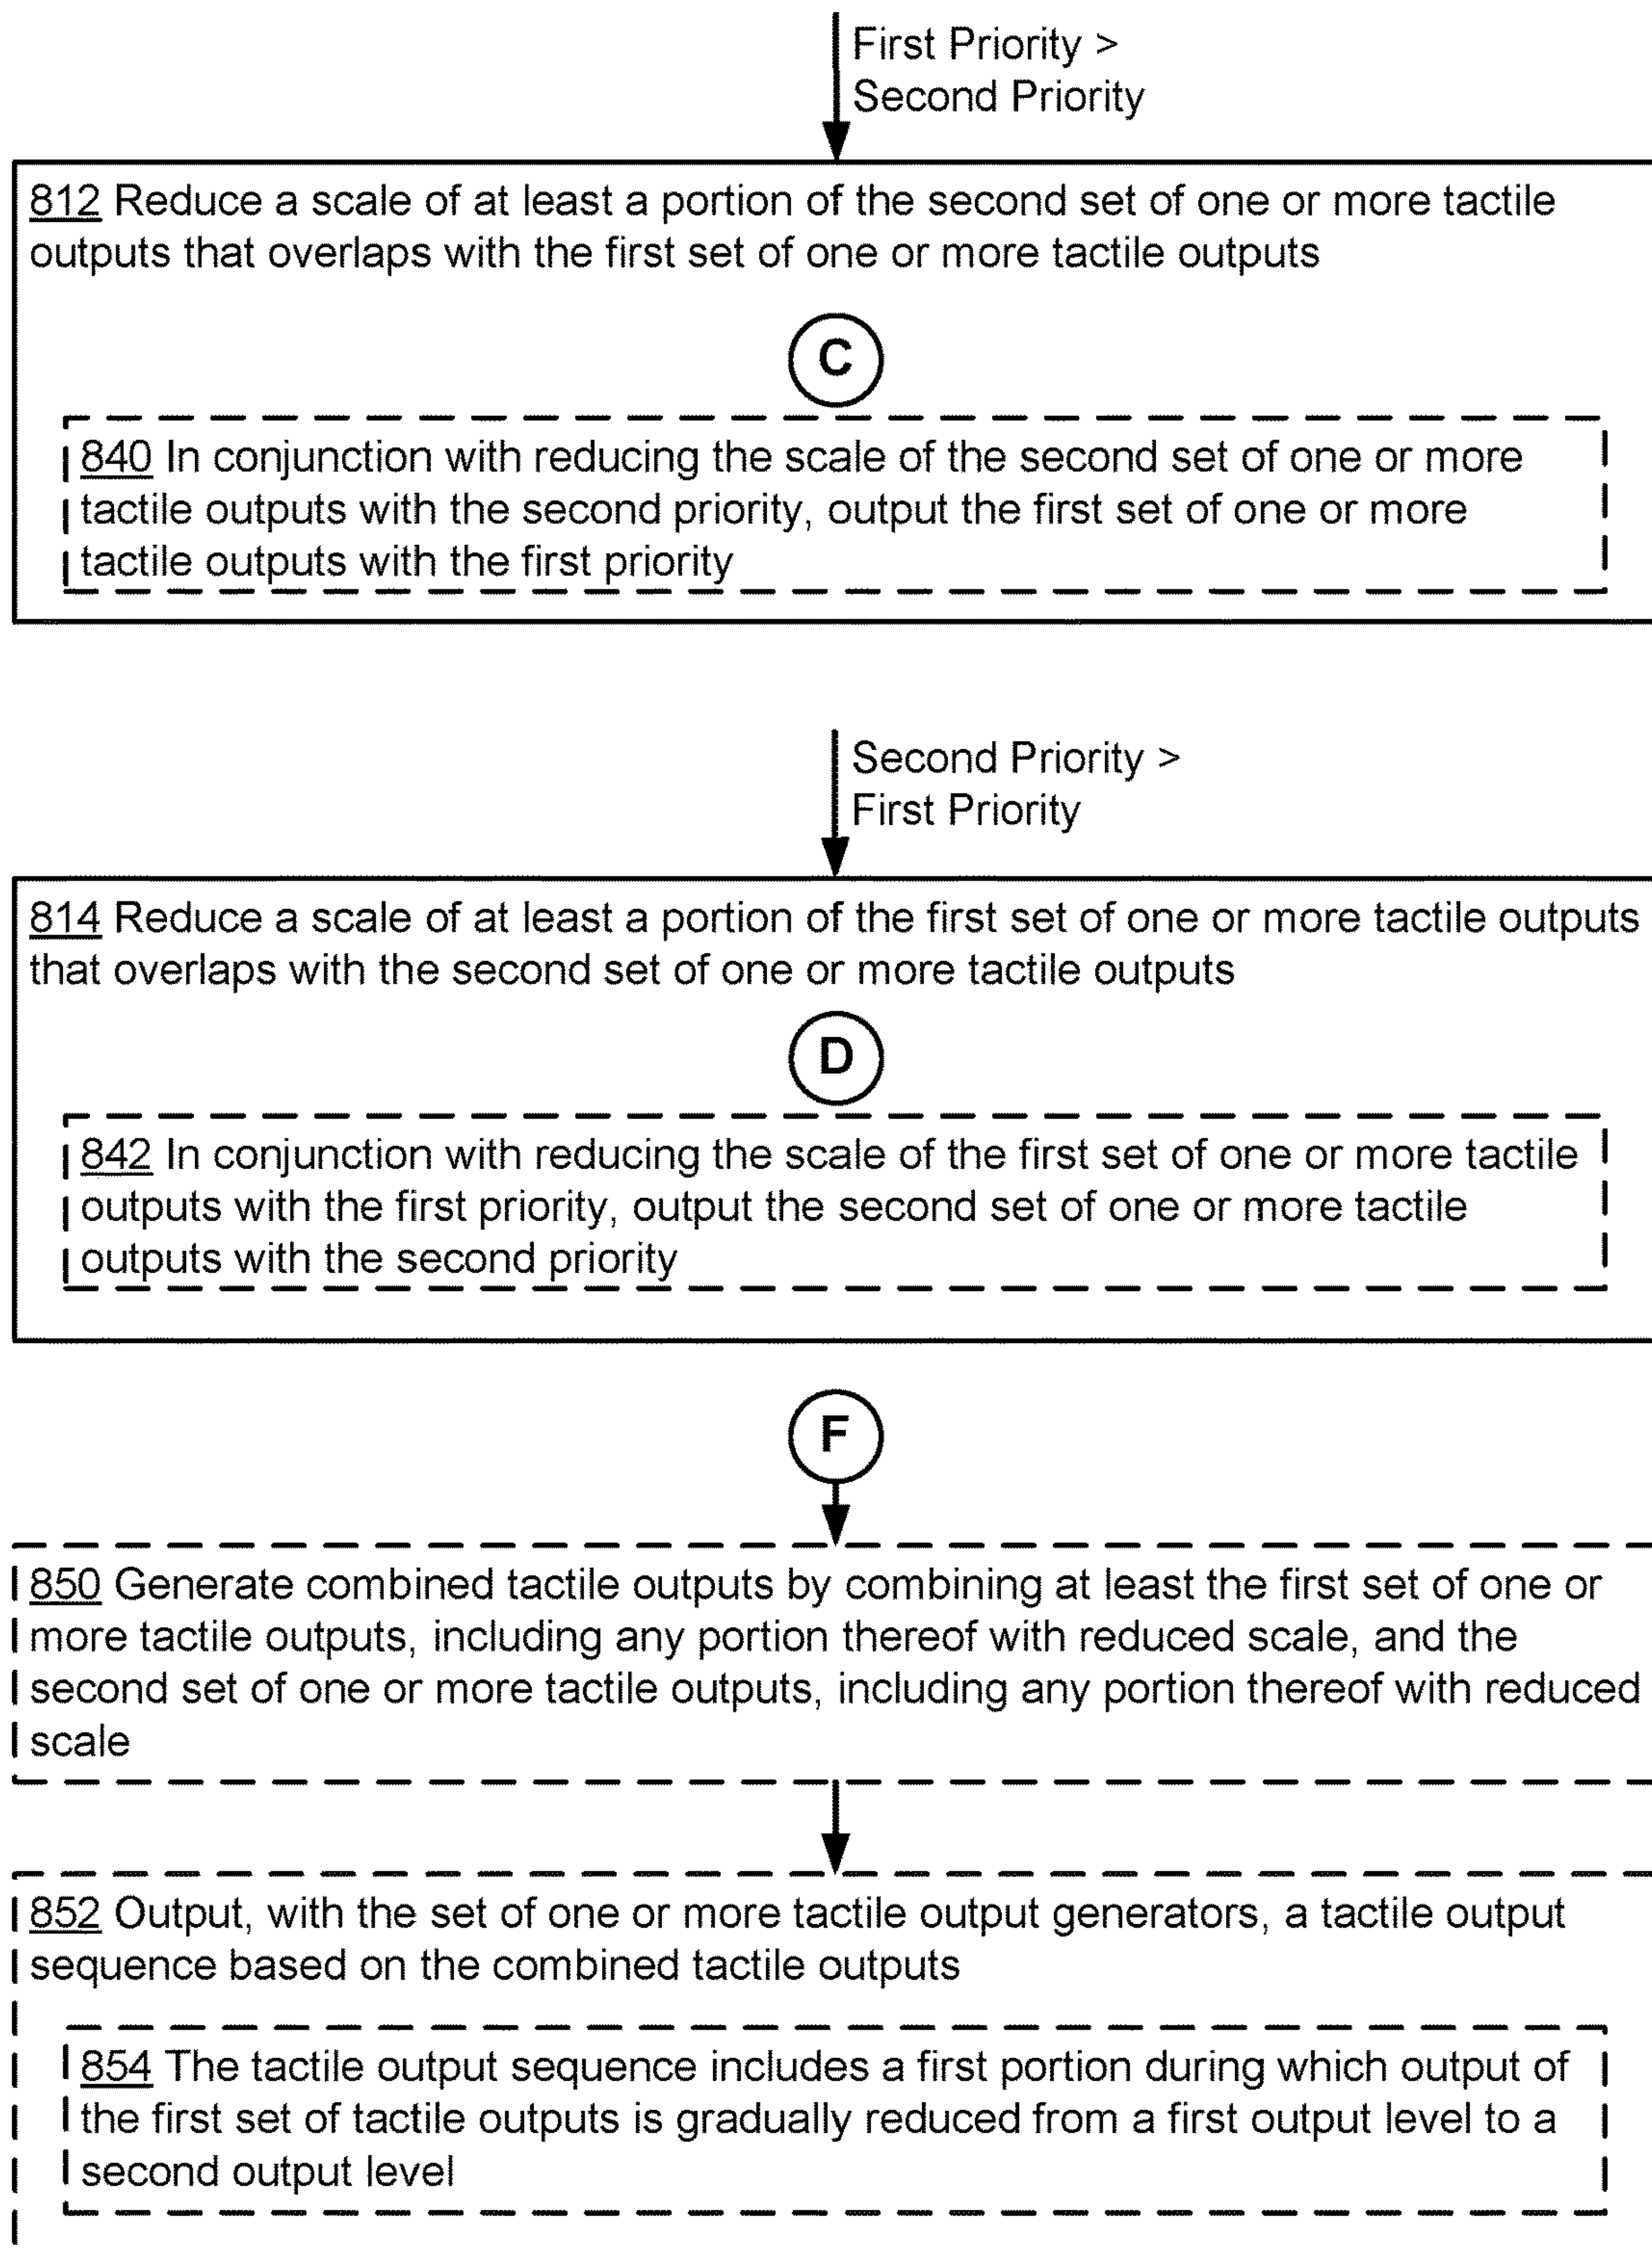 First Priority >
Second Priority
812 Reduce a scale of at least a portion of the second set of one or more tactile
outputs that overlaps with the first set of one or more tactile outputs
C
840 In conjunction with reducing the scale of the second set of one or more
tactile outputs with the second priority, output the first set of one or more
tactile outputs with the first priority
Second Priority >
First Priority
814 Reduce a scale of at least a portion of the first set of one or more tactile outputs
that overlaps with the second set of one or more tactile outputs
D
842 In conjunction with reducing the scale of the first set of one or more tactile
outputs with the first priority, output the second set of one or more tactile
outputs with the second priority
F
850 Generate combined tactile outputs by combining at least the first set of one or
more tactile outputs, including any portion thereof with reduced scale, and the
second set of one or more tactile outputs, including any portion thereof with reduced
scale
852 Output, with the set of one or more tactile output generators, a tactile output
sequence based on the combined tactile outputs
854 The tactile output sequence includes a first portion during which output of
the first set of tactile outputs is gradually reduced from a first output level to a
second output level